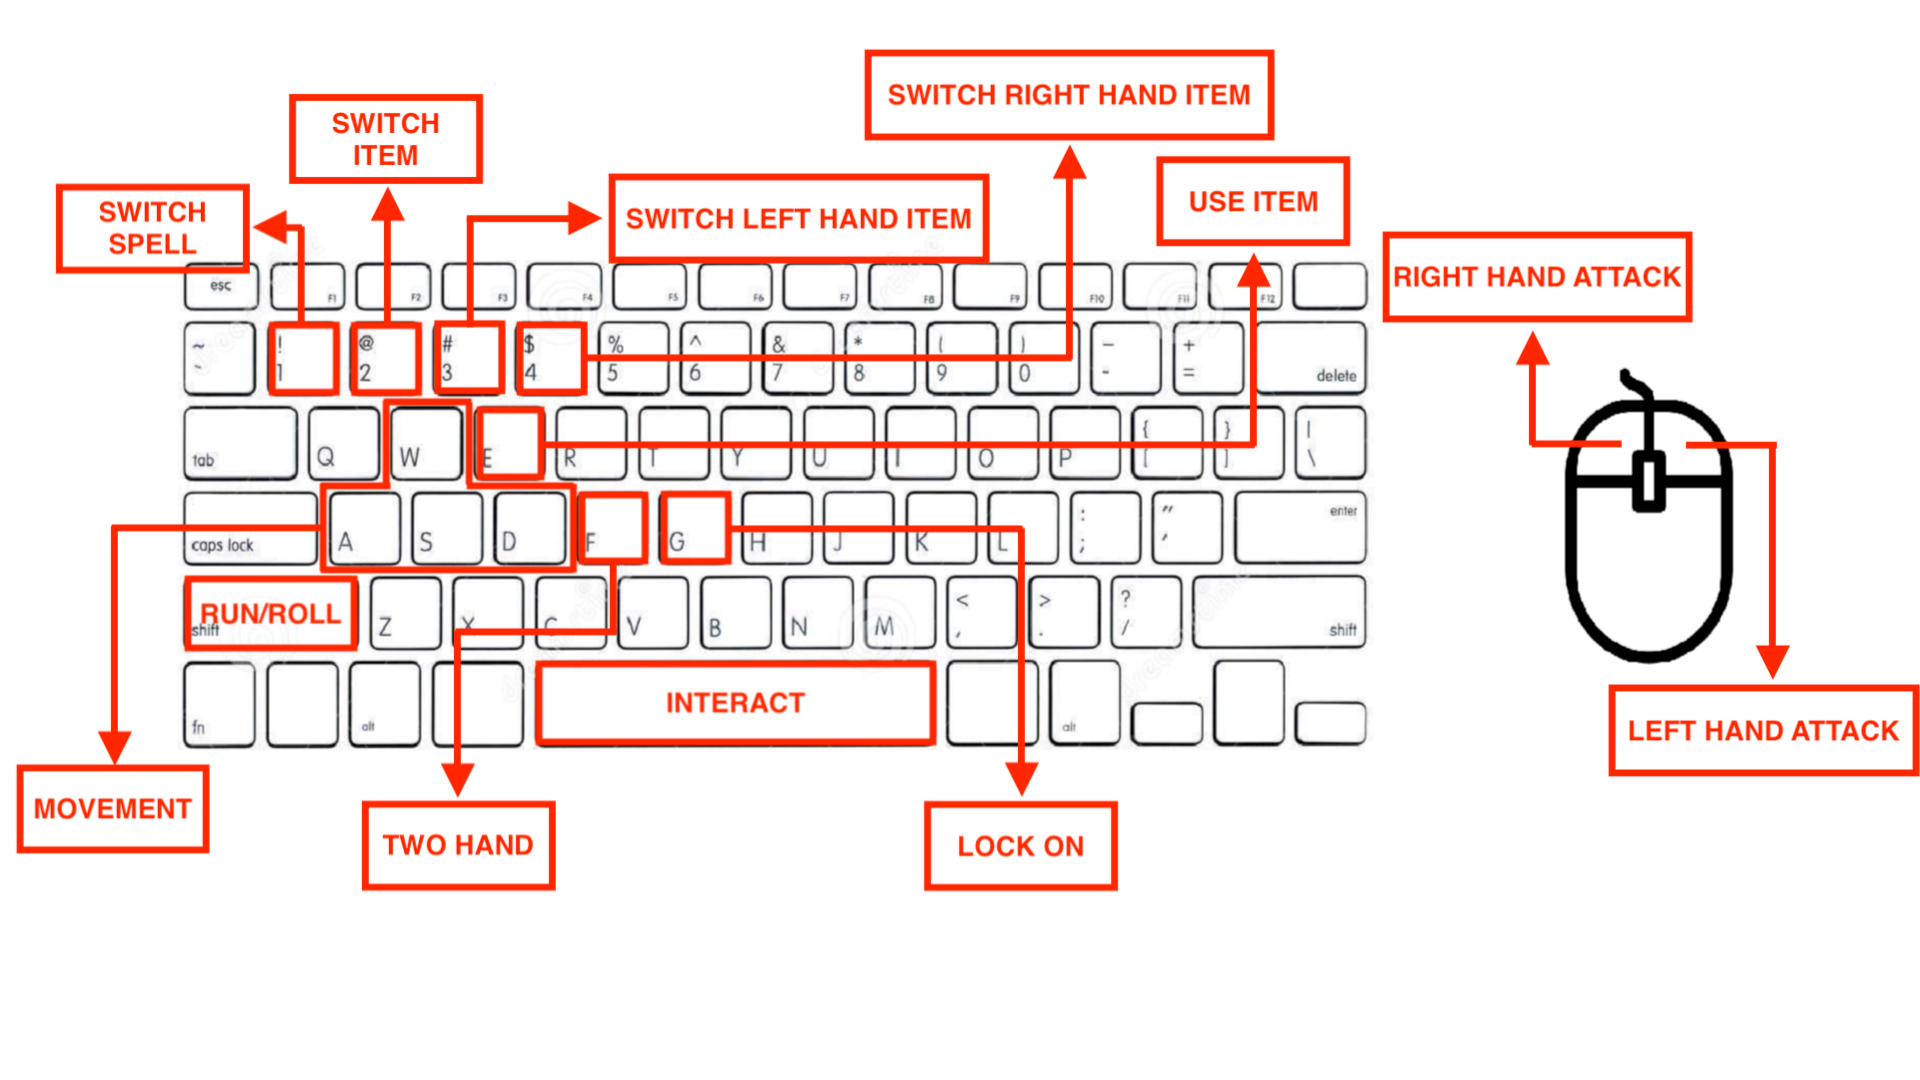 SWITCH RIGHT HAND ITEM
SWITCH
ITEM
SWITCH
SPELL
SWITCH LEFT HAND ITEM
USE ITEM
RIGHT HAND ATTACK
esc F1 F2 F3 F4 F5 F6 F7 F8 F9 F10 F11 F12
~ ! @ # $ % ^ & * ( ) – +
` 1 2 3 4 5 6 7 8 9 0 - = delete
{ } |
tab Q W E R T Y U I O P [ ] \
: " enter
caps lock A S D F G H J K L ; '
RUN/ROLL < > ?
shift Z X C V B N M , . / shift
INTERACT
fn alt alt
LEFT HAND ATTACK
MOVEMENT
TWO HAND
LOCK ON